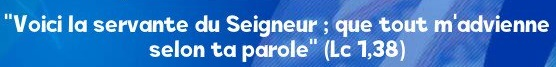 "Voici la servante du Seigneur ; que tout m'advienne
selon ta parole" (Lc 1,38)